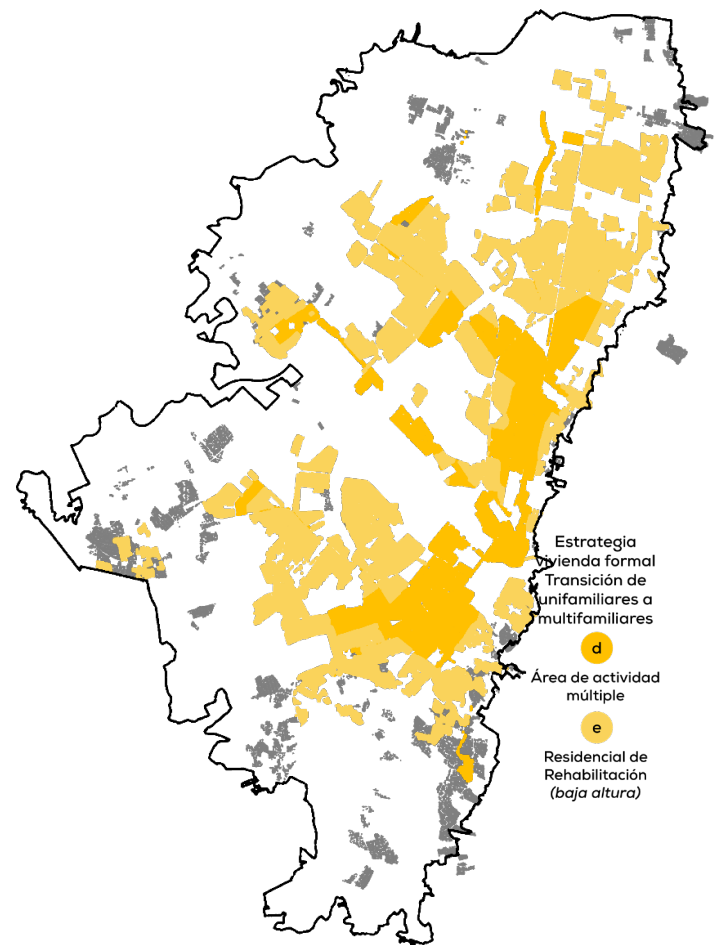 Estrategia
vivienda formal
Transición de
unifamiliares a
multifamiliares
d
Área de actividad
múltiple
e
Residencial de
Rehabilitación
(baja altura)